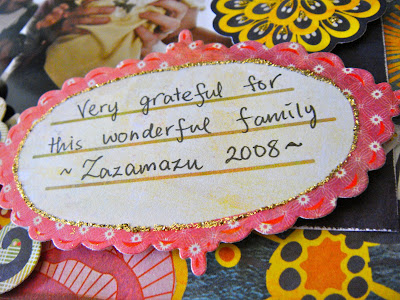 Very grateful for
this wonderful family
~ Zazamazu 2008 ~